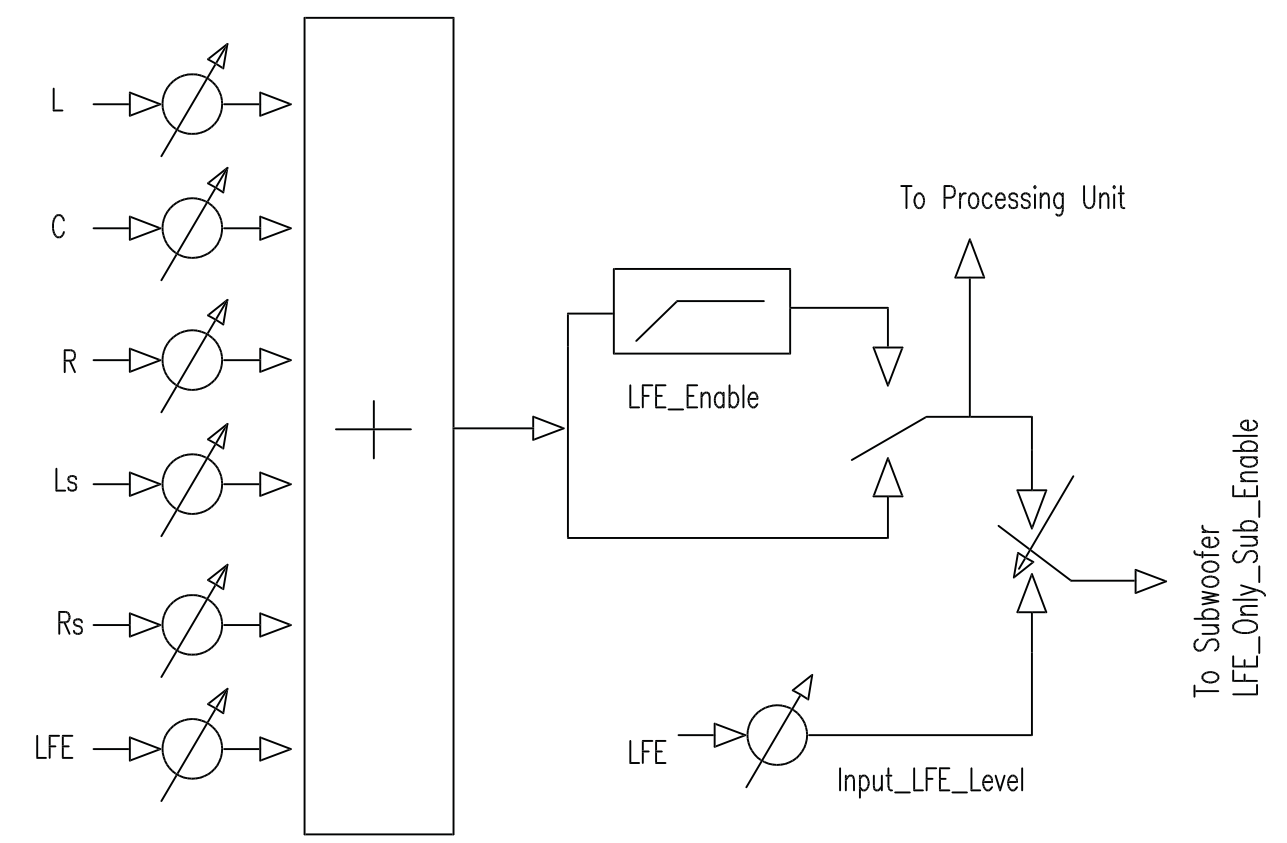 L
C
R
Ls
Rs
LFE
To Processing Unit
LFE_Enable
LFE
Input_LFE_Level
To Subwoofer
LFE_Only_Sub_Enable